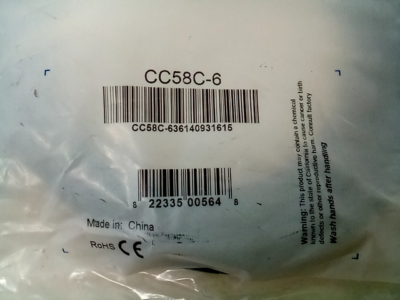 CC58C-6
CC58C-636140931615
8 22335 00564 8
Made in: China
RoHS CE
Warning: This product may contain a chemical
known to the state of California to cause cancer or birth
defects or other reproductive harm. Consult factory
Wash hands after handling